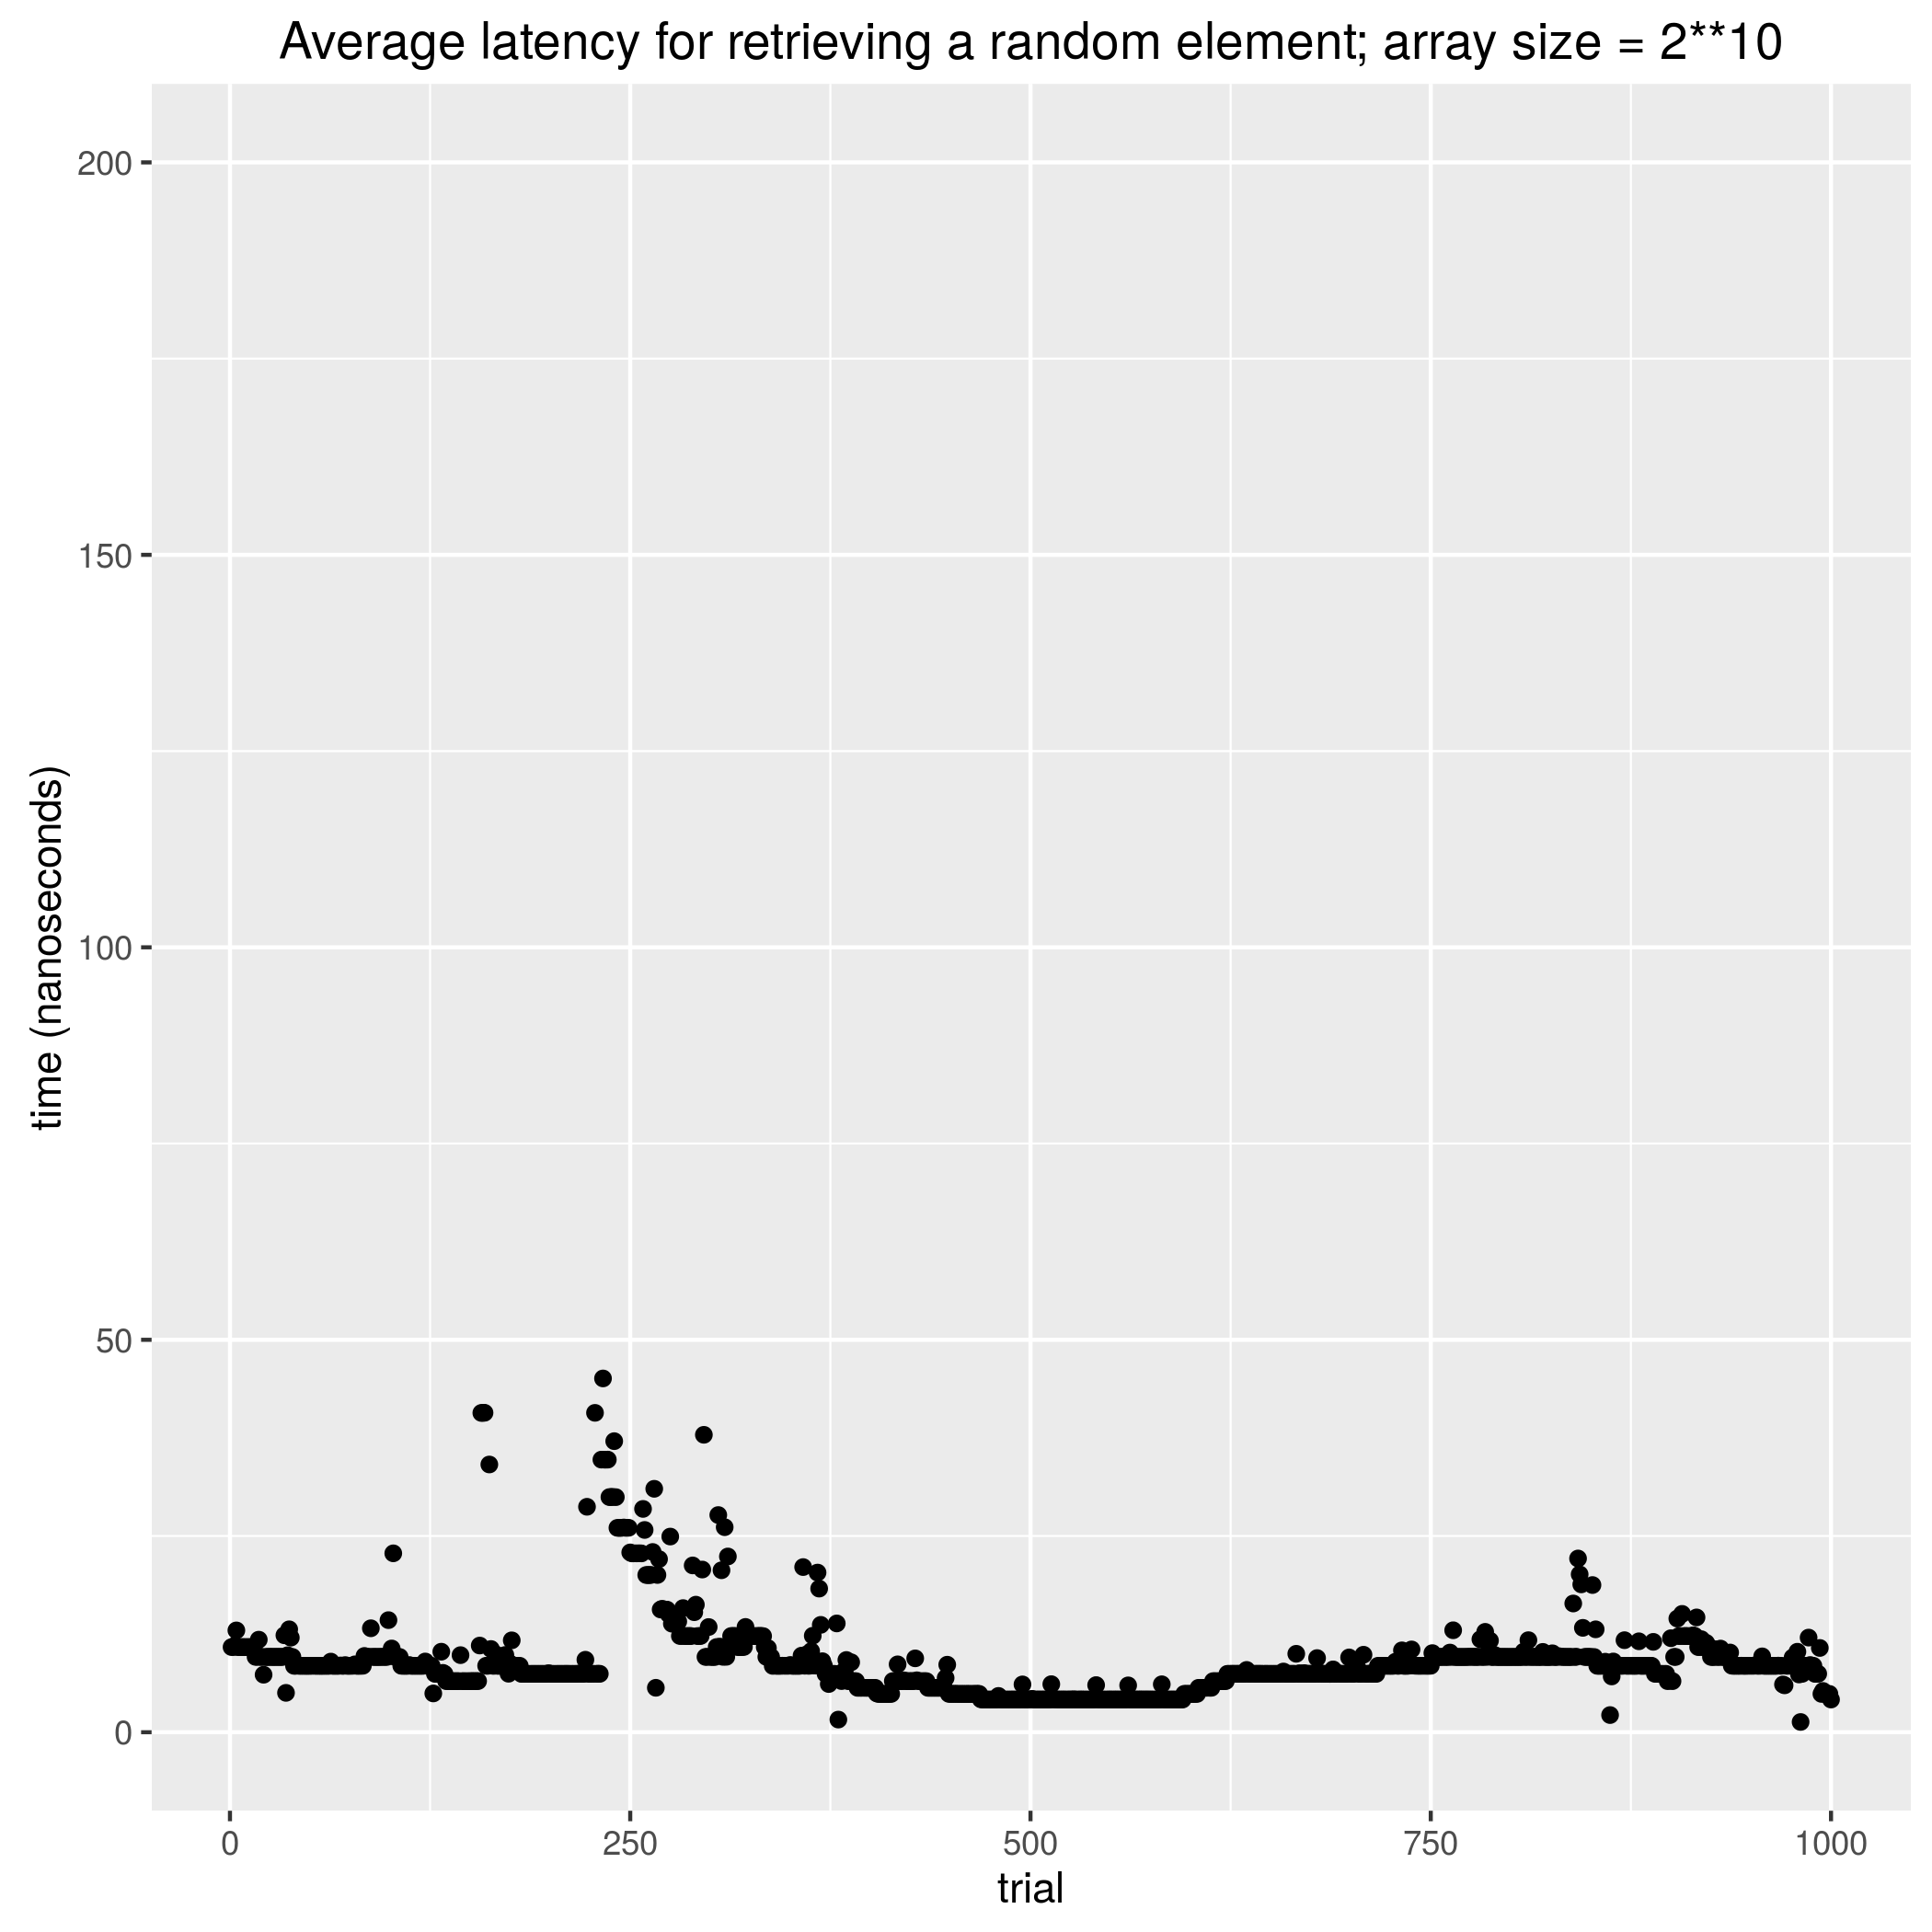 Average latency for retrieving a random element; array size = 2**10
200
150
100
50
0
time (nanoseconds)
0 250 500 750 1000
trial